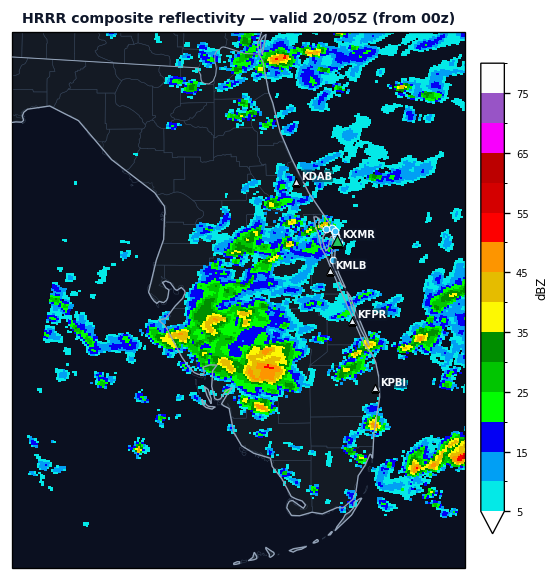 HRRR composite reflectivity — valid 20/05Z (from 00z)
KDAB
KXMR
KMLB
KFPR
KPBI
75
65
55
45
35
25
15
5
dBZ